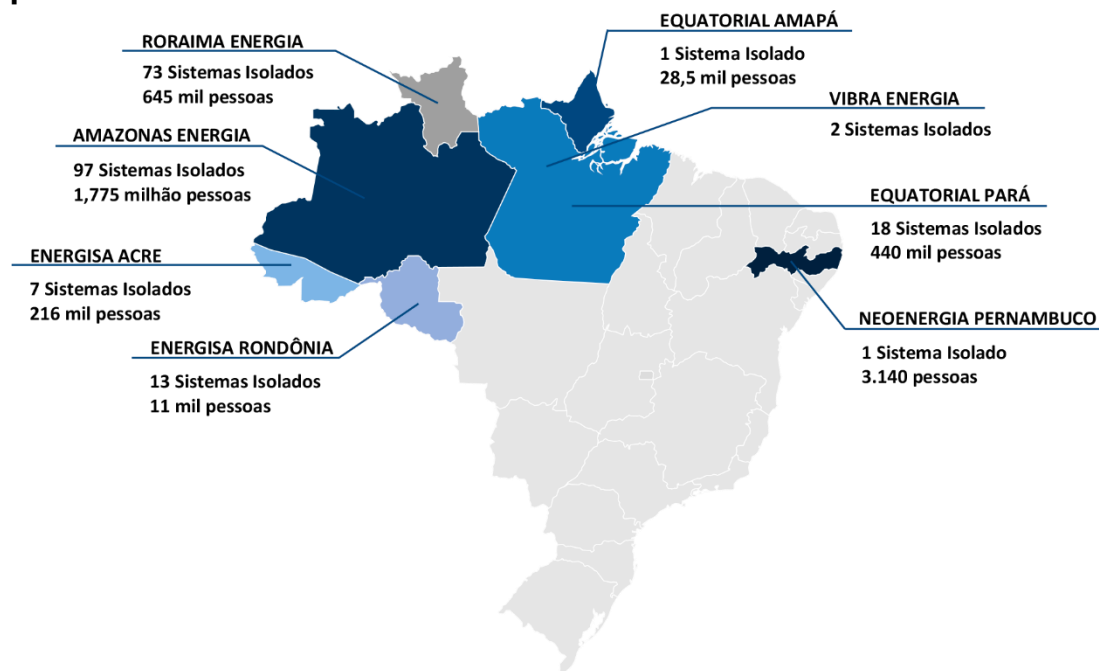 RORAIMA ENERGIA
73 Sistemas Isolados
645 mil pessoas
AMAZONAS ENERGIA
97 Sistemas Isolados
1,775 milhão pessoas
ENERGISA ACRE
7 Sistemas Isolados
216 mil pessoas
ENERGISA RONDÔNIA
13 Sistemas Isolados
11 mil pessoas
EQUATORIAL AMAPÁ
1 Sistema Isolado
28,5 mil pessoas
VIBRA ENERGIA
2 Sistemas Isolados
EQUATORIAL PARÁ
18 Sistemas Isolados
440 mil pessoas
NEOENERGIA PERNAMBUCO
1 Sistema Isolado
3.140 pessoas